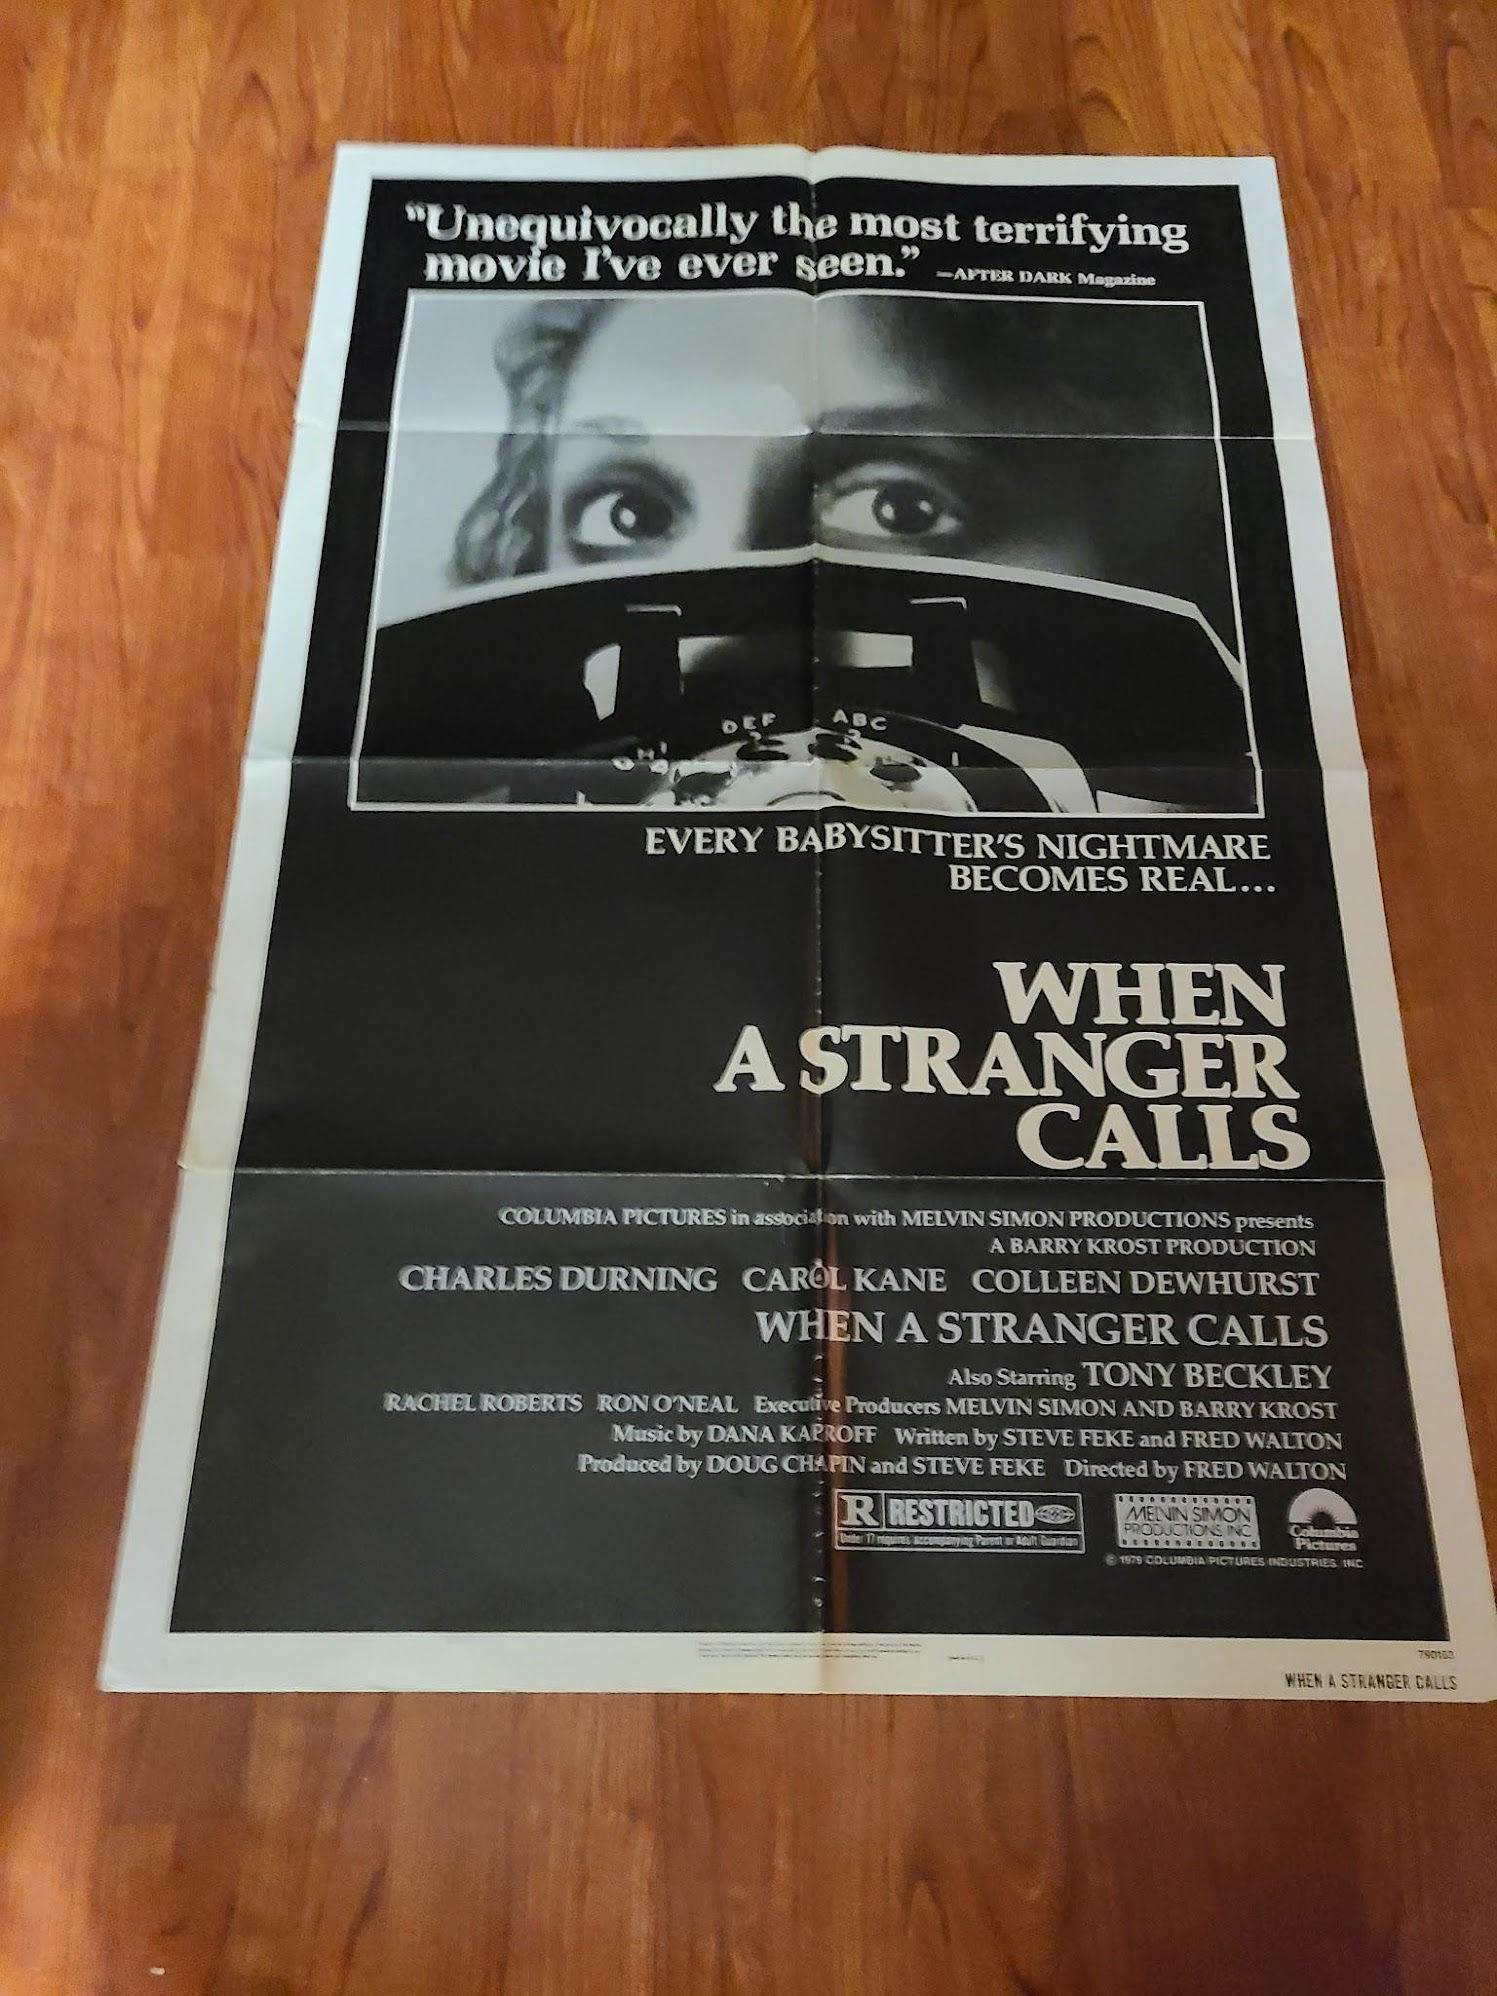 “Unequivocally the most terrifying
movie I’ve ever seen.” —AFTER DARK Magazine
DEF ABC
GHI 1
EVERY BABYSITTER’S NIGHTMARE
BECOMES REAL...
WHEN
A STRANGER
CALLS
COLUMBIA PICTURES in association with MELVIN SIMON PRODUCTIONS presents
A BARRY KROST PRODUCTION
CHARLES DURNING CAROL KANE COLLEEN DEWHURST
WHEN A STRANGER CALLS
Also Starring TONY BECKLEY
RACHEL ROBERTS RON O’NEAL Executive Producers MELVIN SIMON AND BARRY KROST
Music by DANA KAPROFF Written by STEVE FEKE and FRED WALTON
Produced by DOUG CHAPIN and STEVE FEKE Directed by FRED WALTON
R RESTRICTED
Under 17 requires accompanying Parent or Adult Guardian
MELVIN SIMON
PRODUCTIONS INC
Columbia
Pictures
© 1979 COLUMBIA PICTURES INDUSTRIES, INC
WHEN A STRANGER CALLS